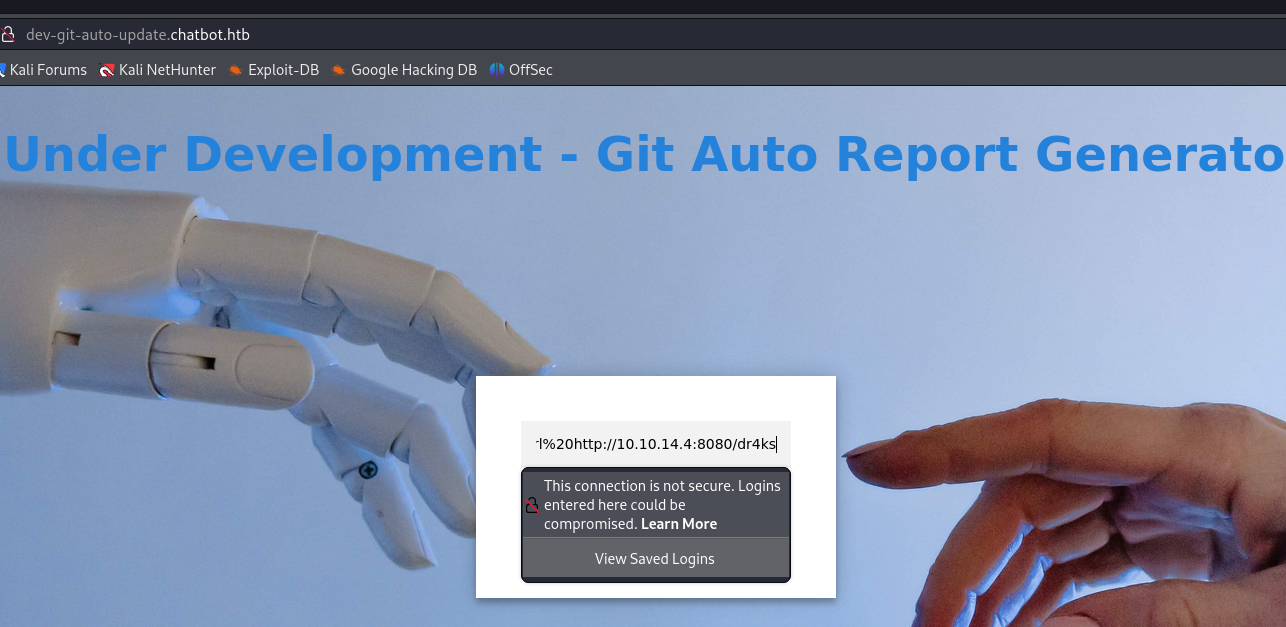 dev-git-auto-update.chatbot.htb
Kali Forums Kali NetHunter Exploit-DB Google Hacking DB OffSec
Under Development - Git Auto Report Generato
l%20http://10.10.14.4:8080/dr4ks
This connection is not secure. Logins
entered here could be
compromised. Learn More
View Saved Logins